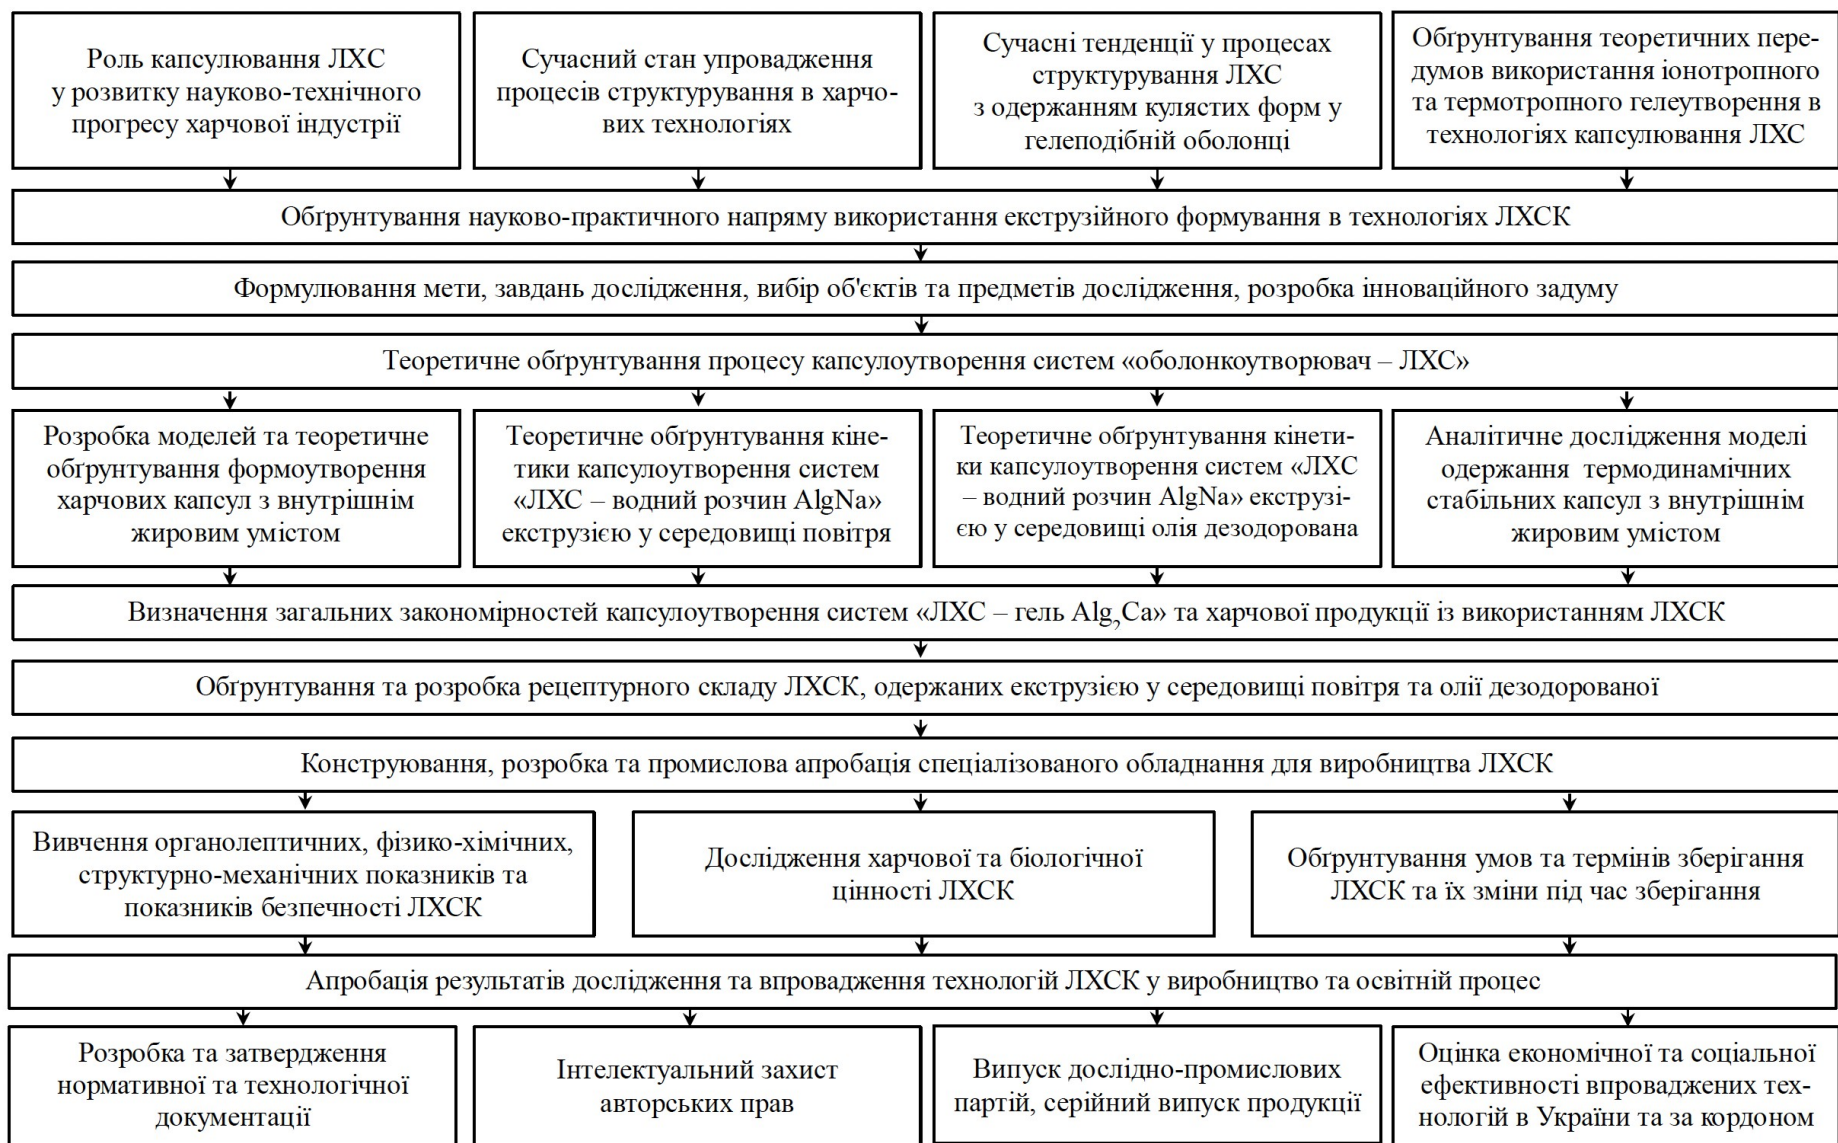 Роль капсулювання ЛХС
у розвитку науково-технічного
прогресу харчової індустрії
Сучасний стан упровадження
процесів структурування в харчо-
вих технологіях
Сучасні тенденції у процесах
структурування ЛХС
з одержанням кулястих форм у
гелеподібній оболонці
Обґрунтування теоретичних пере-
думов використання іонотропного
та термотропного гелеутворення в
технологіях капсулювання ЛХС
Обґрунтування науково-практичного напряму використання екструзійного формування в технологіях ЛХСК
Формулювання мети, завдань дослідження, вибір об'єктів та предметів дослідження, розробка інноваційного задуму
Теоретичне обґрунтування процесу капсулоутворення систем «оболонкоутворювач – ЛХС»
Розробка моделей та теоретичне
обґрунтування формоутворення
харчових капсул з внутрішнім
жировим умістом
Теоретичне обґрунтування кіне-
тики капсулоутворення систем
«ЛХС – водний розчин AlgNa»
екструзією у середовищі повітря
Теоретичне обґрунтування кінети-
ки капсулоутворення систем «ЛХС
– водний розчин AlgNa» екструзі-
єю у середовищі олія дезодорована
Аналітичне дослідження моделі
одержання термодинамічних
стабільних капсул з внутрішнім
жировим умістом
Визначення загальних закономірностей капсулоутворення систем «ЛХС – гель Alg₂Ca» та харчової продукції із використанням ЛХСК
Обґрунтування та розробка рецептурного складу ЛХСК, одержаних екструзією у середовищі повітря та олії дезодорованої
Конструювання, розробка та промислова апробація спеціалізованого обладнання для виробництва ЛХСК
Вивчення органолептичних, фізико-хімічних,
структурно-механічних показників та
показників безпечності ЛХСК
Дослідження харчової та біологічної
цінності ЛХСК
Обґрунтування умов та термінів зберігання
ЛХСК та їх зміни під час зберігання
Апробація результатів дослідження та впровадження технологій ЛХСК у виробництво та освітній процес
Розробка та затвердження
нормативної та технологічної
документації
Інтелектуальний захист
авторських прав
Випуск дослідно-промислових
партій, серійний випуск продукції
Оцінка економічної та соціальної
ефективності впроваджених тех-
нологій в України та за кордоном